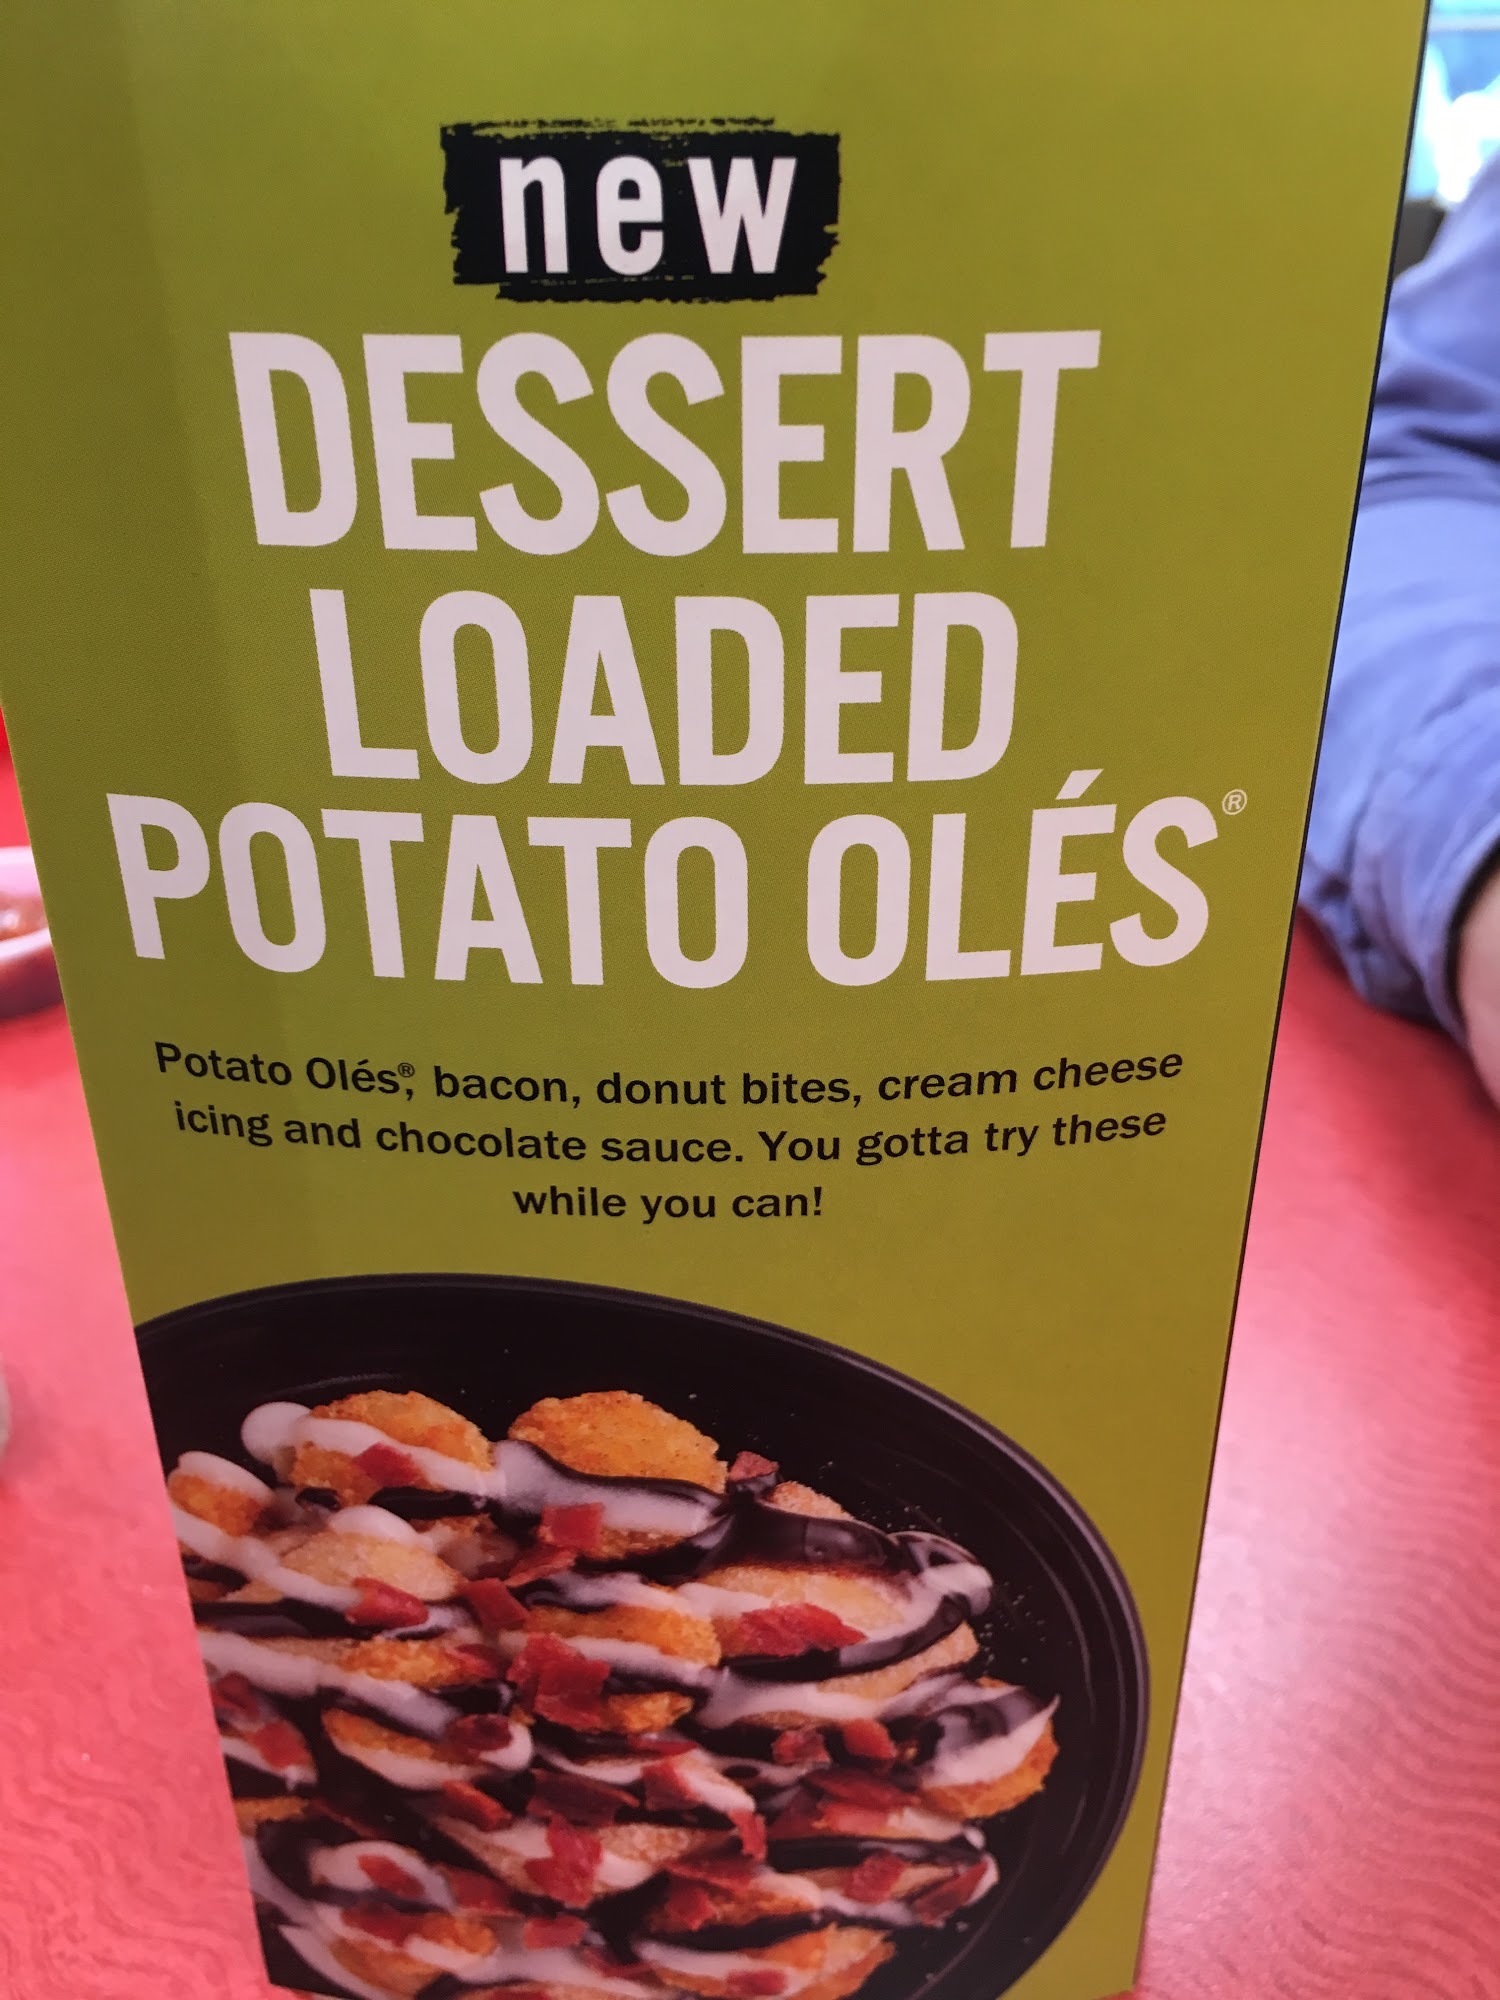 new
DESSERT
LOADED
POTATO OLÉS®
Potato Olés®, bacon, donut bites, cream cheese
icing and chocolate sauce. You gotta try these
while you can!